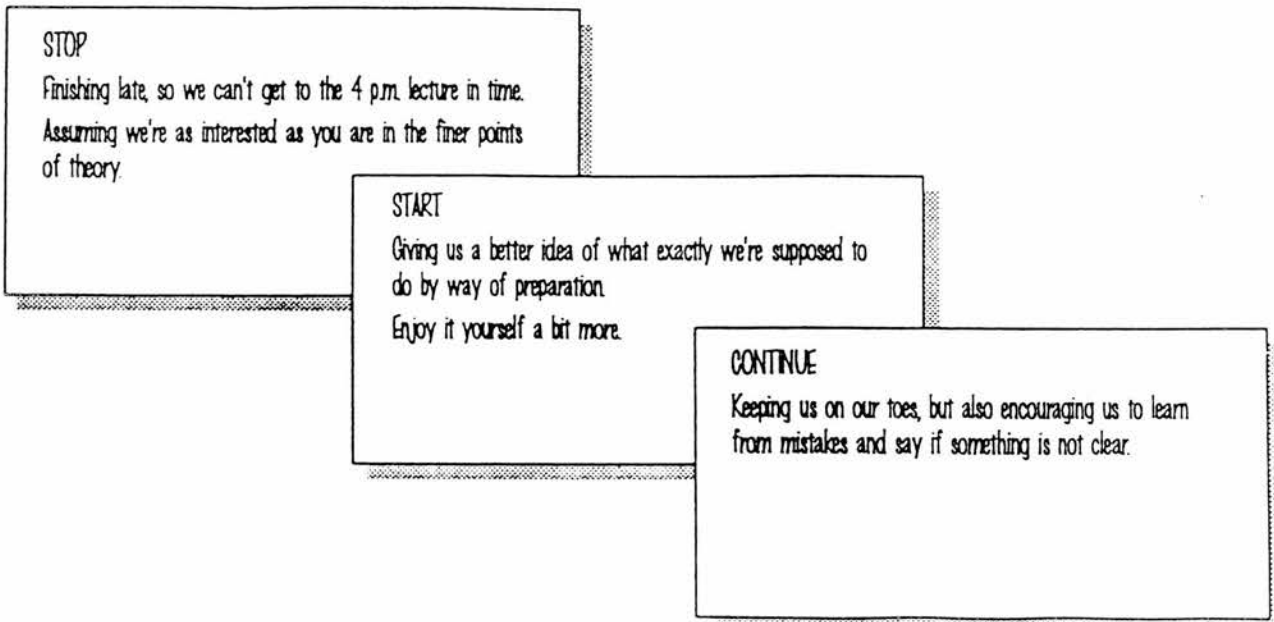 STOP
Finishing late, so we can't get to the 4 p.m. lecture in time.
Assuming we're as interested as you are in the finer points
of theory.
START
Giving us a better idea of what exactly we're supposed to
do by way of preparation.
Enjoy it yourself a bit more.
CONTINUE
Keeping us on our toes, but also encouraging us to learn
from mistakes and say if something is not clear.